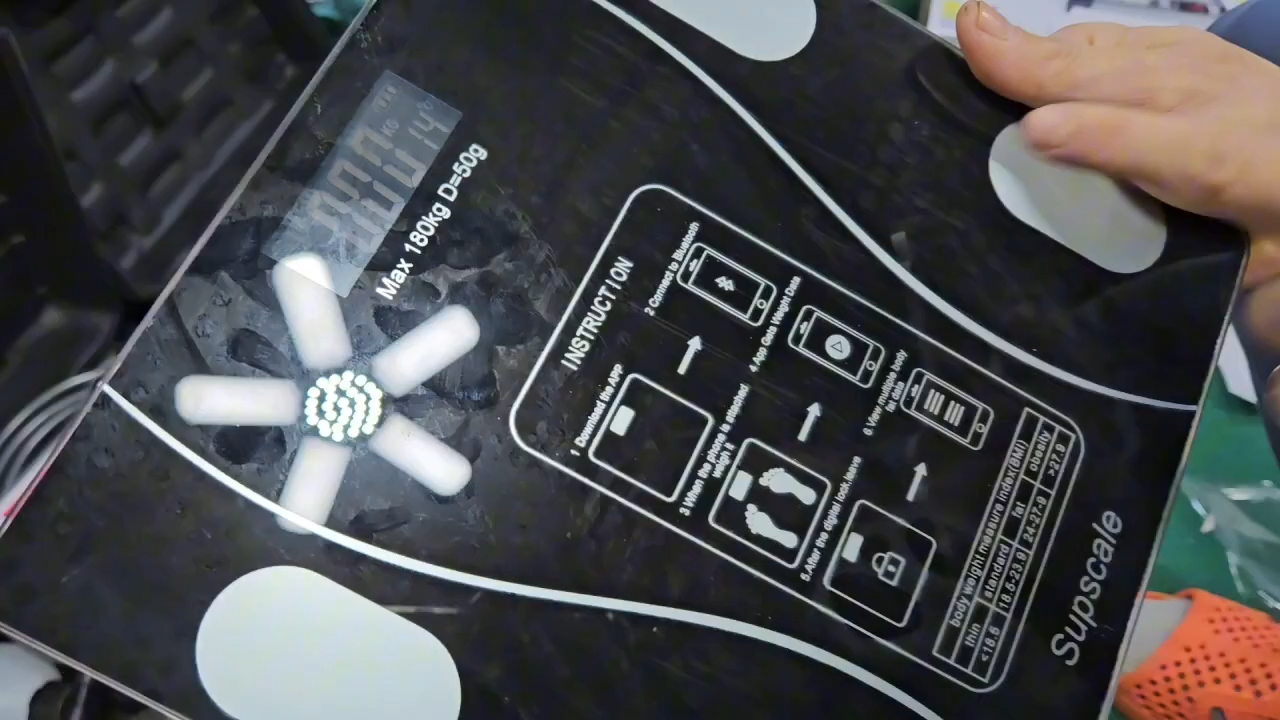 KG
14
Max 180kg D=50g
INSTRUCTION
1 Download the APP
2 Connect to Bluetooth
3 When the phone is attached
weigh it
4 App Gets Weight Data
5.After the digital lock,leave
6.View multiple body
fat data
body weight measure index(BMI)
thin standard fat obesity
<18.5 18.5-23.9 24-27-9 >27.9
Supscale